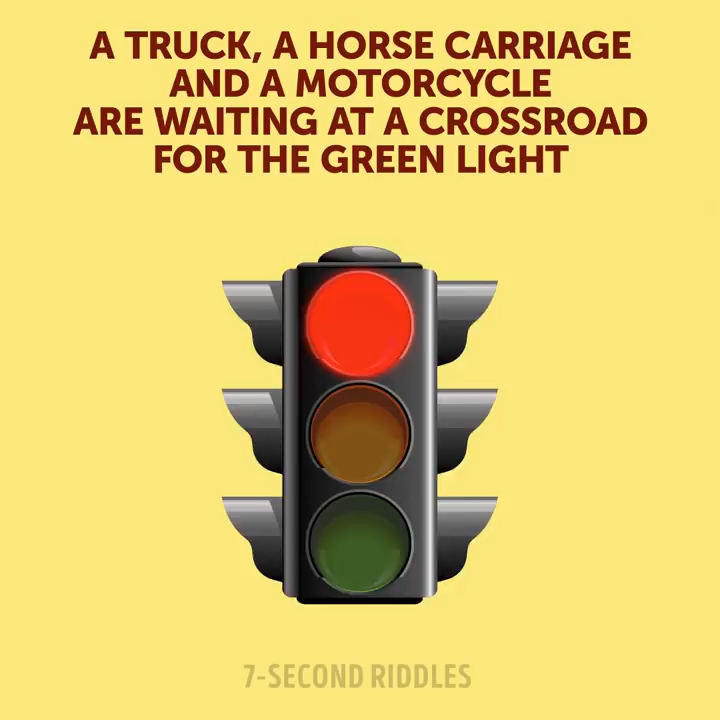 A TRUCK, A HORSE CARRIAGE
AND A MOTORCYCLE
ARE WAITING AT A CROSSROAD
FOR THE GREEN LIGHT
7-SECOND RIDDLES